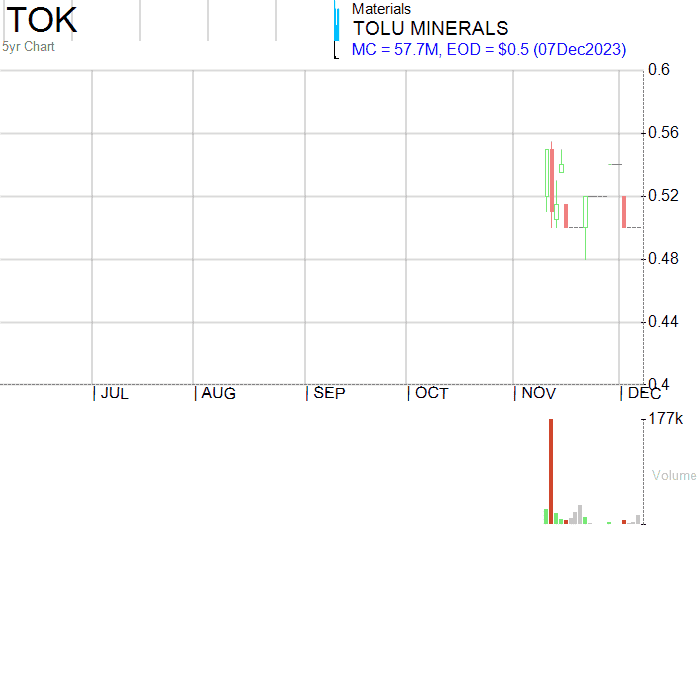 TOK
5yr Chart
Materials
TOLU MINERALS
MC = 57.7M, EOD = $0.5 (07Dec2023)
0.6
0.56
0.52
0.48
0.44
0.4
JUL AUG SEP OCT NOV DEC
177k
Volume